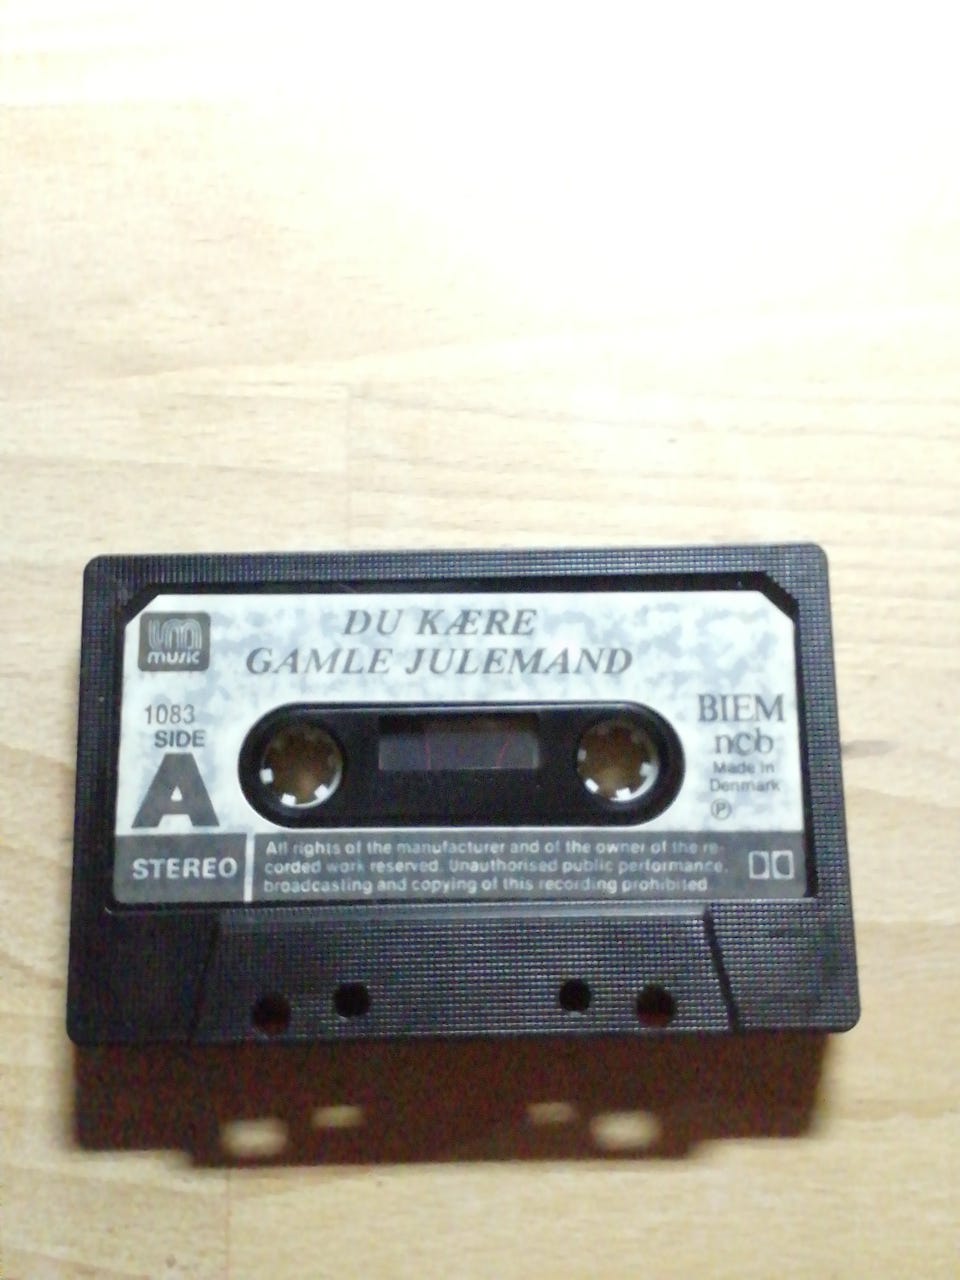 DU KÆRE
GAMLE JULEMAND
music
1083
SIDE
A
BIEM
ncb
Made in
Denmark
℗
STEREO
All rights of the manufacturer and of the owner of the re-
corded work reserved. Unauthorised public performance,
broadcasting and copying of this recording prohibited